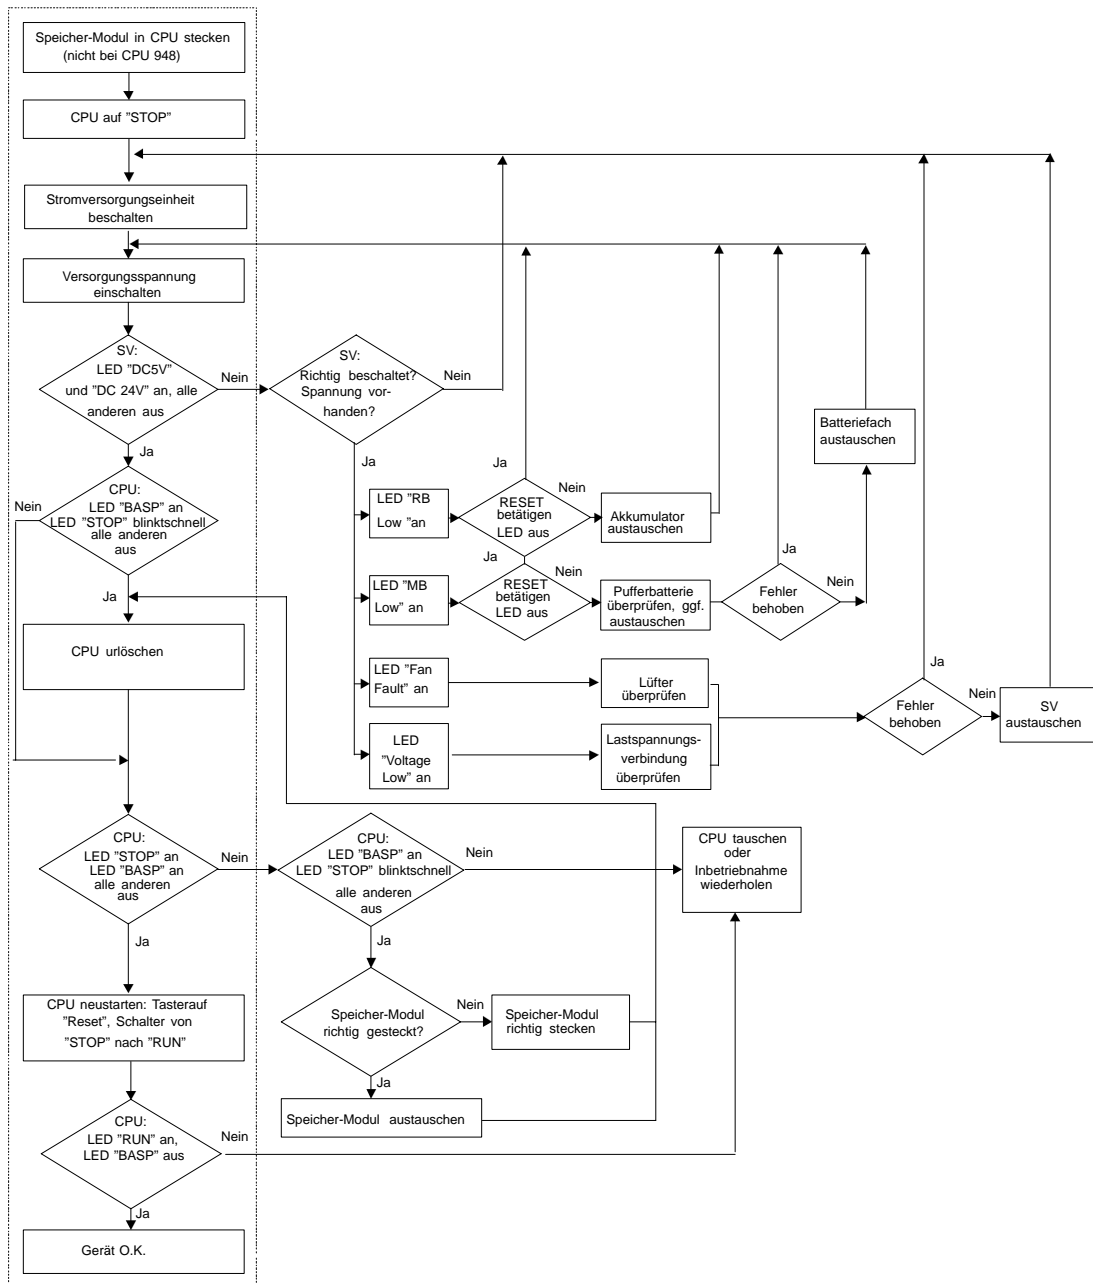 Speicher-Modul in CPU stecken
(nicht bei CPU 948)
CPU auf ”STOP”
Stromversorgungseinheit
beschalten
Versorgungsspannung
einschalten
SV:
LED ”DC5V”
und ”DC 24V” an, alle
anderen aus
Nein
SV:
Richtig beschaltet?
Spannung vor-
handen?
Nein
Ja
Ja
CPU:
LED ”BASP” an
LED ”STOP” blinktschnell
alle anderen
aus
Nein
Ja
CPU urlöschen
LED ”RB
Low ”an
Ja
RESET
betätigen
LED aus
Nein
Akkumulator
austauschen
Batteriefach
austauschen
LED ”MB
Low” an
Ja
RESET
betätigen
LED aus
Nein
Pufferbatterie
überprüfen, ggf.
austauschen
Ja
Fehler
behoben
Nein
LED ”Fan
Fault” an
Lüfter
überprüfen
LED
”Voltage
Low” an
Lastspannungs-
verbindung
überprüfen
Ja
Fehler
behoben
Nein
SV
austauschen
CPU:
LED ”STOP” an
LED ”BASP” an
alle anderen
aus
Nein
CPU:
LED ”BASP” an
LED ”STOP” blinktschnell
alle anderen
aus
Nein
CPU tauschen
oder
Inbetriebnahme
wiederholen
Ja
Ja
CPU neustarten: Tasterauf
”Reset”, Schalter von
”STOP” nach ”RUN”
Speicher-Modul
richtig gesteckt?
Nein
Speicher-Modul
richtig stecken
Ja
Speicher-Modul austauschen
CPU:
LED ”RUN” an,
LED ”BASP” aus
Nein
Ja
Gerät O.K.